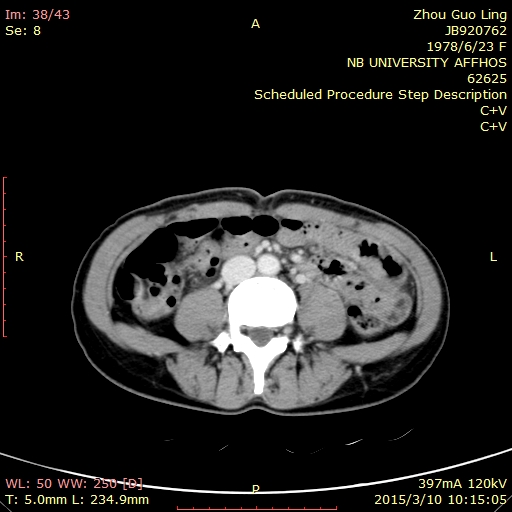 Im: 38/43
Se: 8
A
Zhou Guo Ling
JB920762
1978/6/23 F
NB UNIVERSITY AFFHOS
62625
Scheduled Procedure Step Description
C+V
C+V
R
L
WL: 50 WW: 250 [D]
T: 5.0mm L: 234.9mm
P
397mA 120kV
2015/3/10 10:15:05